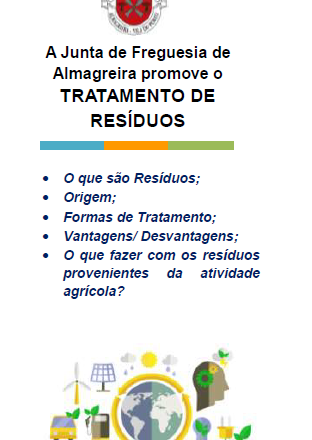 A Junta de Freguesia de
Almagreira promove o
TRATAMENTO DE
RESÍDUOS
• O que são Resíduos;
• Origem;
• Formas de Tratamento;
• Vantagens/ Desvantagens;
• O que fazer com os resíduos
provenientes da atividade
agrícola?